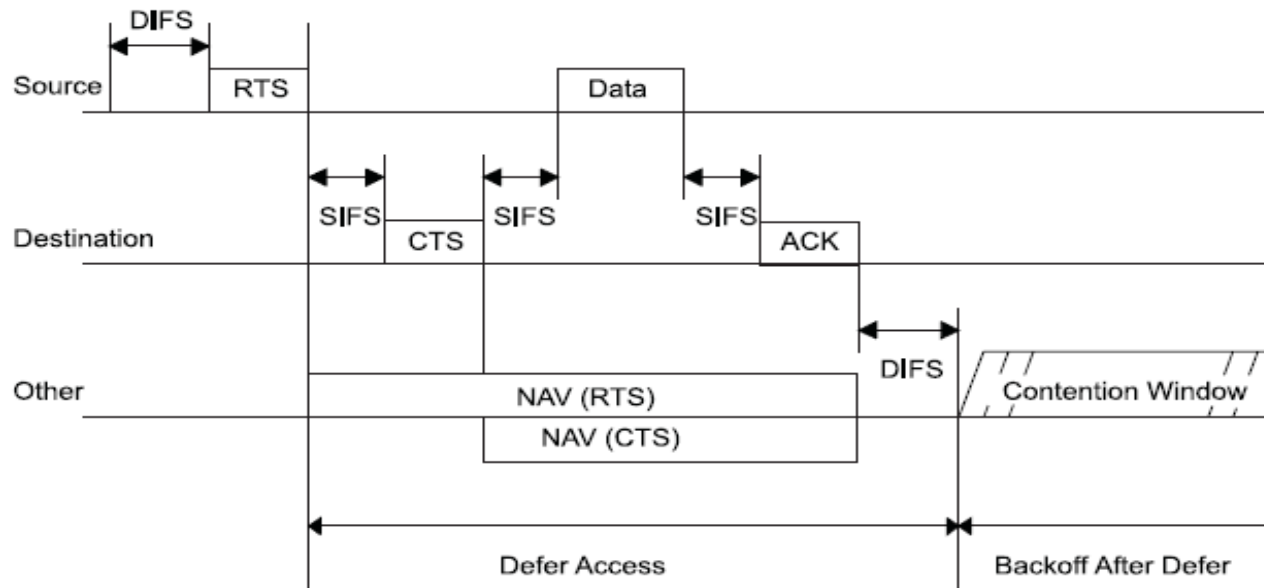 DIFS
Source
RTS
Data
SIFS
SIFS
SIFS
Destination
CTS
ACK
DIFS
Other
NAV (RTS)
Contention Window
NAV (CTS)
Defer Access
Backoff After Defer